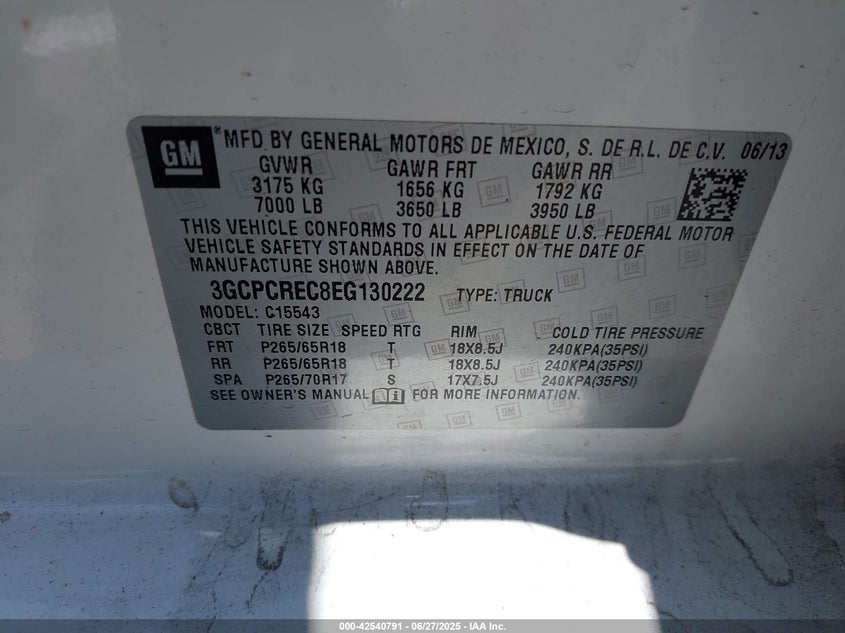 GM
MFD BY GENERAL MOTORS DE MEXICO, S. DE R.L. DE C.V. 06/13
GVWR GAWR FRT GAWR RR
3175 KG 1656 KG 1792 KG
7000 LB 3650 LB 3950 LB
THIS VEHICLE CONFORMS TO ALL APPLICABLE U.S. FEDERAL MOTOR
VEHICLE SAFETY STANDARDS IN EFFECT ON THE DATE OF
MANUFACTURE SHOWN ABOVE.
3GCPCREC8EG130222 TYPE: TRUCK
MODEL: C15543
CBCT TIRE SIZE SPEED RTG RIM COLD TIRE PRESSURE
FRT P265/65R18 T 18X8.5J 240KPA(35PSI)
RR P265/65R18 T 18X8.5J 240KPA(35PSI)
SPA P265/70R17 S 17X7.5J 240KPA(35PSI)
SEE OWNER'S MANUAL FOR MORE INFORMATION.
000-42540791 - 06/27/2025 - IAA Inc.